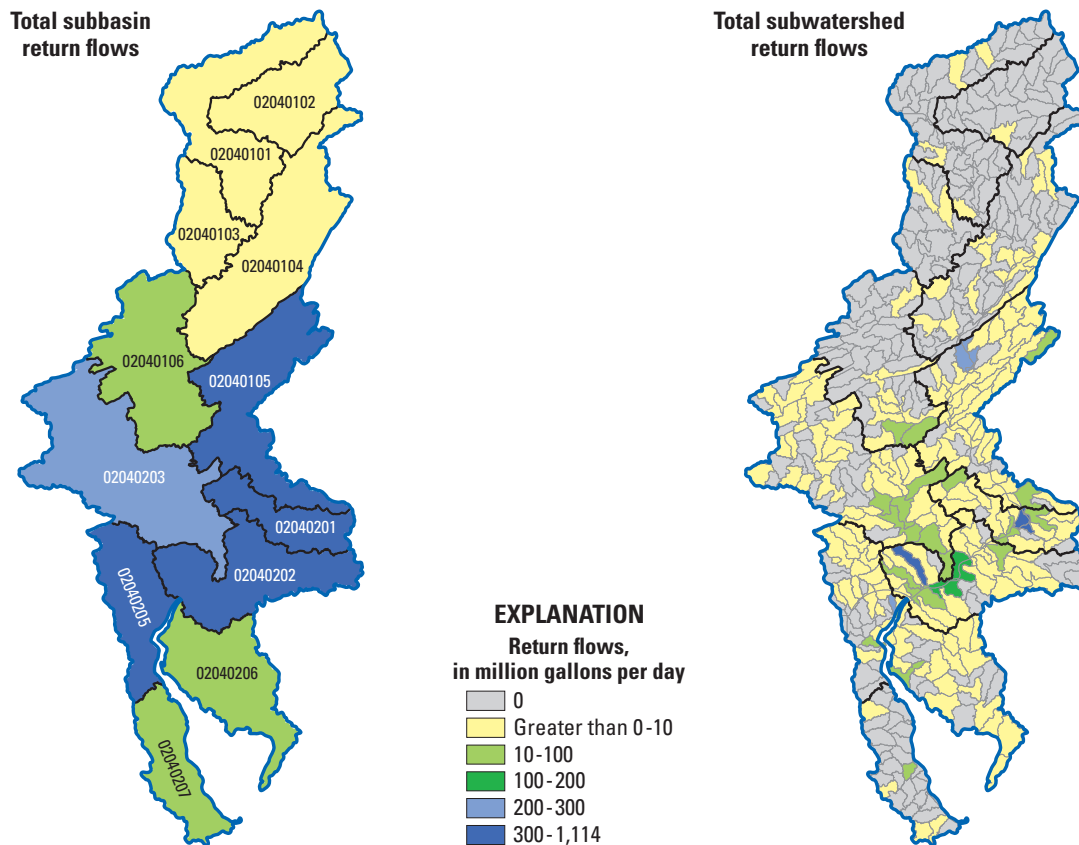 Total subbasin
return flows
Total subwatershed
return flows
02040102
02040101
02040103
02040104
02040106
02040105
02040203
02040201
02040202
02040205
02040206
02040207
EXPLANATION
Return flows,
in million gallons per day
0
Greater than 0-10
10-100
100-200
200-300
300-1,114